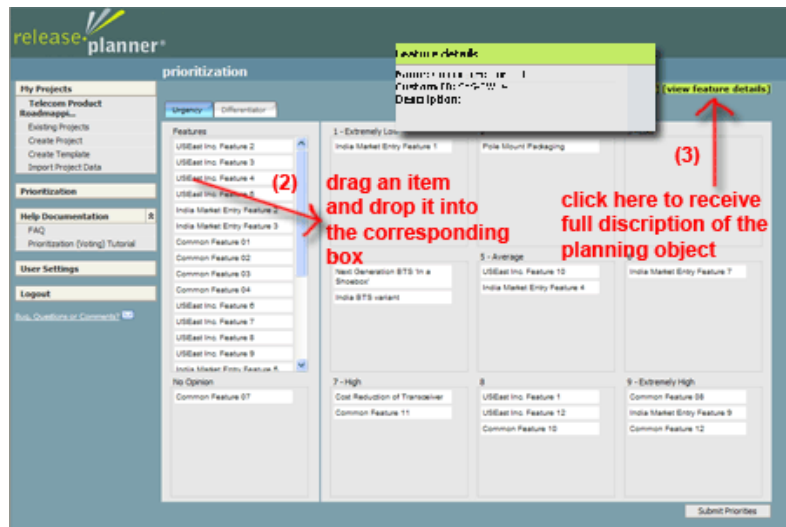 release planner®
prioritization
Feature details
Description:
(view feature details)
My Projects
Telecom Product
Roadmappi...
Existing Projects
Create Project
Create Template
Import Project Data
Prioritization
Help Documentation
FAQ
Prioritization (Voting) Tutorial
User Settings
Logout
Bug, Questions or Comments?
Urgency
Differentiator
Features
USEast Inc. Feature 2
USEast Inc. Feature 3
USEast Inc. Feature 4
USEast Inc. Feature 5
India Market Entry Feature 2
India Market Entry Feature 3
Common Feature 01
Common Feature 02
Common Feature 03
Common Feature 04
USEast Inc. Feature 6
USEast Inc. Feature 7
USEast Inc. Feature 8
USEast Inc. Feature 9
India Market Entry Feature
No Opinion
Common Feature 07
(2)
drag an item
and drop it into
the corresponding
box
(3)
click here to receive
full discription of the
planning object
1 - Extremely Low
India Market Entry Feature 1
Pole Mount Packaging
Next Generation BTS 'In a
Shoebox'
India BTS variant
5 - Average
USEast Inc. Feature 10
India Market Entry Feature 4
India Market Entry Feature 7
7 - High
Cost Reduction of Transceiver
Common Feature 11
8
USEast Inc. Feature 1
USEast Inc. Feature 12
Common Feature 10
9 - Extremely High
Common Feature 08
India Market Entry Feature 9
Common Feature 12
Submit Priorities